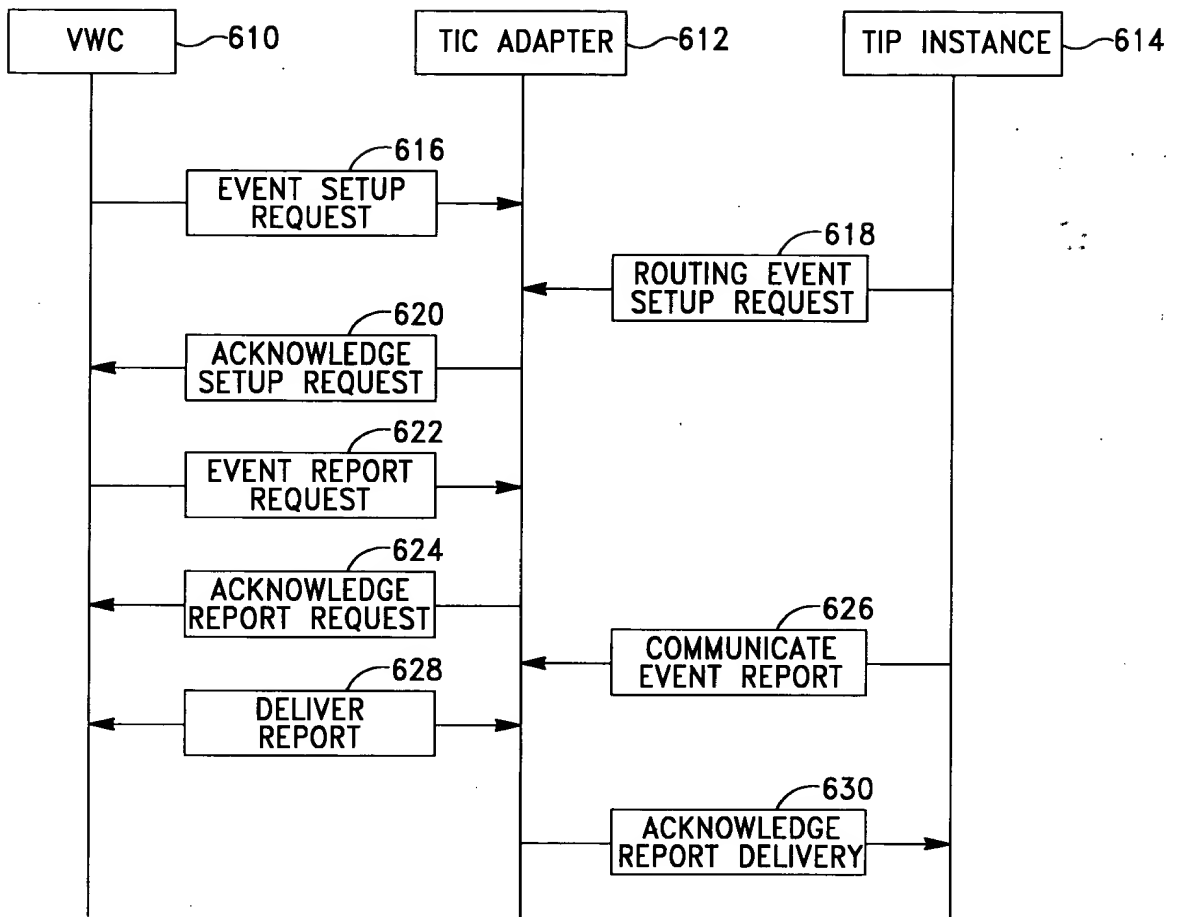 VWC 610
TIC ADAPTER 612
TIP INSTANCE 614
616
EVENT SETUP
REQUEST
618
ROUTING EVENT
SETUP REQUEST
620
ACKNOWLEDGE
SETUP REQUEST
622
EVENT REPORT
REQUEST
624
ACKNOWLEDGE
REPORT REQUEST
626
COMMUNICATE
EVENT REPORT
628
DELIVER
REPORT
630
ACKNOWLEDGE
REPORT DELIVERY